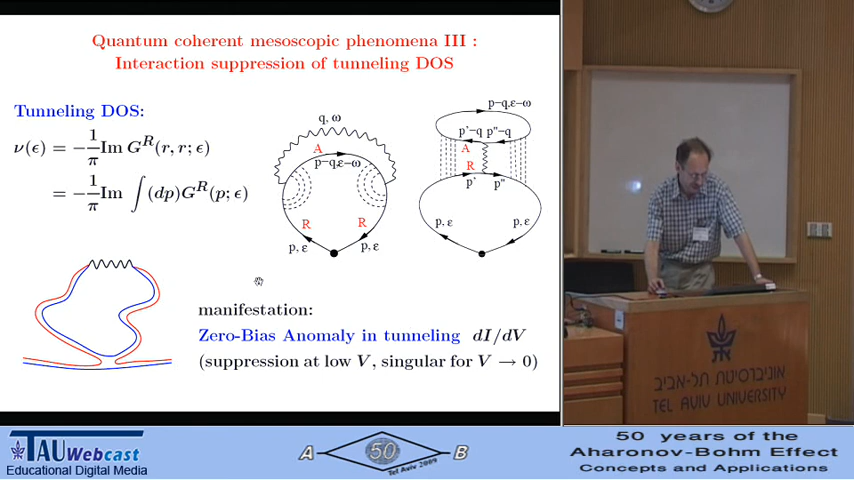 Quantum coherent mesoscopic phenomena III :
Interaction suppression of tunneling DOS
Tunneling DOS:
ν(ϵ) = −1/π Im G^R(r, r; ϵ)
= −1/π Im ∫(dp)G^R(p; ϵ)
q, ω
A
p−q,ε−ω
R R
p, ε p, ε
p−q,ε−ω
p'−q p''−q
A
R
p' p''
p, ε p, ε
manifestation:
Zero-Bias Anomaly in tunneling dI/dV
(suppression at low V, singular for V → 0)
אוניברסיטת תל-אביב
TEL AVIV UNIVERSITY
TAU Webcast
Educational Digital Media
A 50 B
Tel Aviv 2009
50 years of the
Aharonov-Bohm Effect
Concepts and Applications